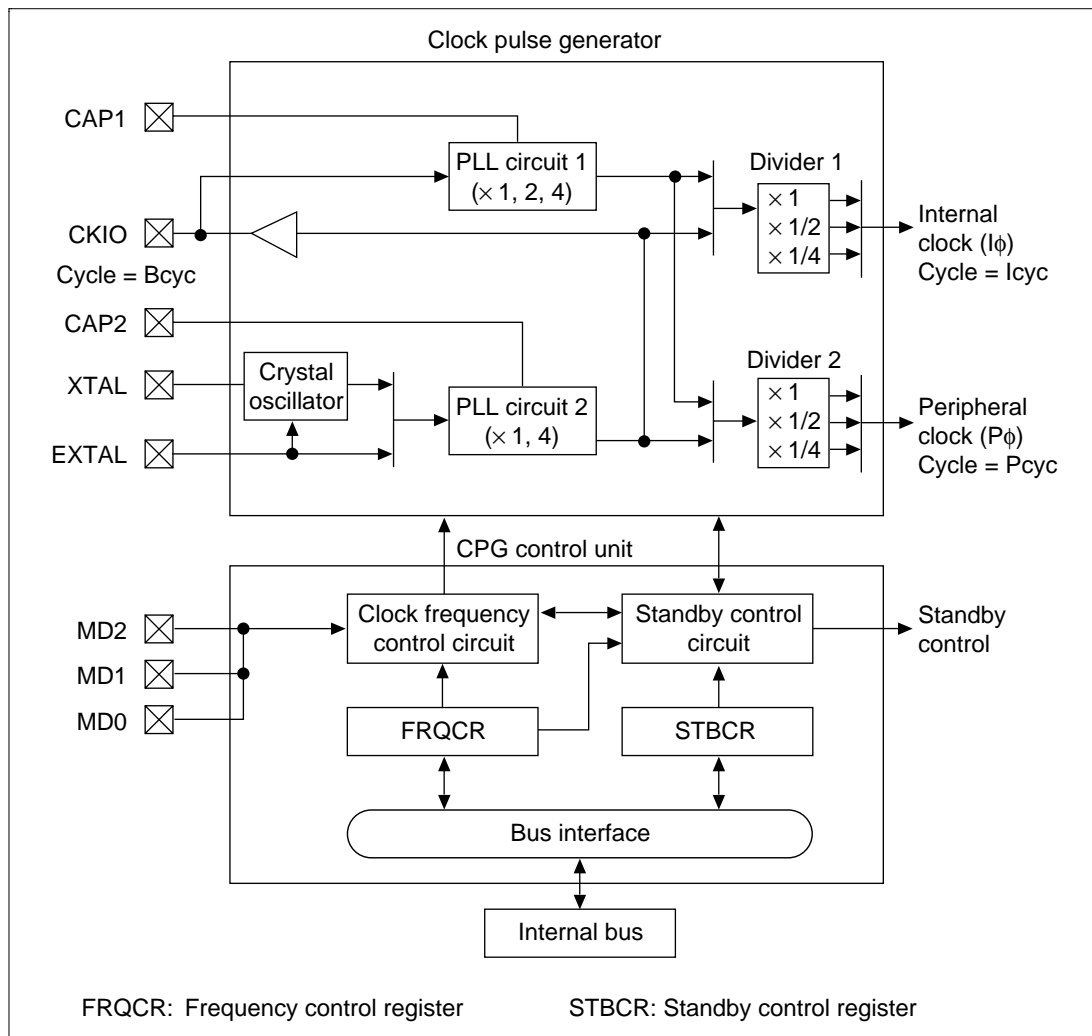 Clock pulse generator
CAP1
PLL circuit 1
(× 1, 2, 4)
Divider 1
× 1
× 1/2
× 1/4
Internal
clock (Iϕ)
Cycle = Icyc
CKIO
Cycle = Bcyc
CAP2
XTAL
Crystal
oscillator
EXTAL
PLL circuit 2
(× 1, 4)
Divider 2
× 1
× 1/2
× 1/4
Peripheral
clock (Pϕ)
Cycle = Pcyc
CPG control unit
MD2
MD1
MD0
Clock frequency
control circuit
Standby control
circuit
Standby
control
FRQCR
STBCR
Bus interface
Internal bus
FRQCR: Frequency control register
STBCR: Standby control register